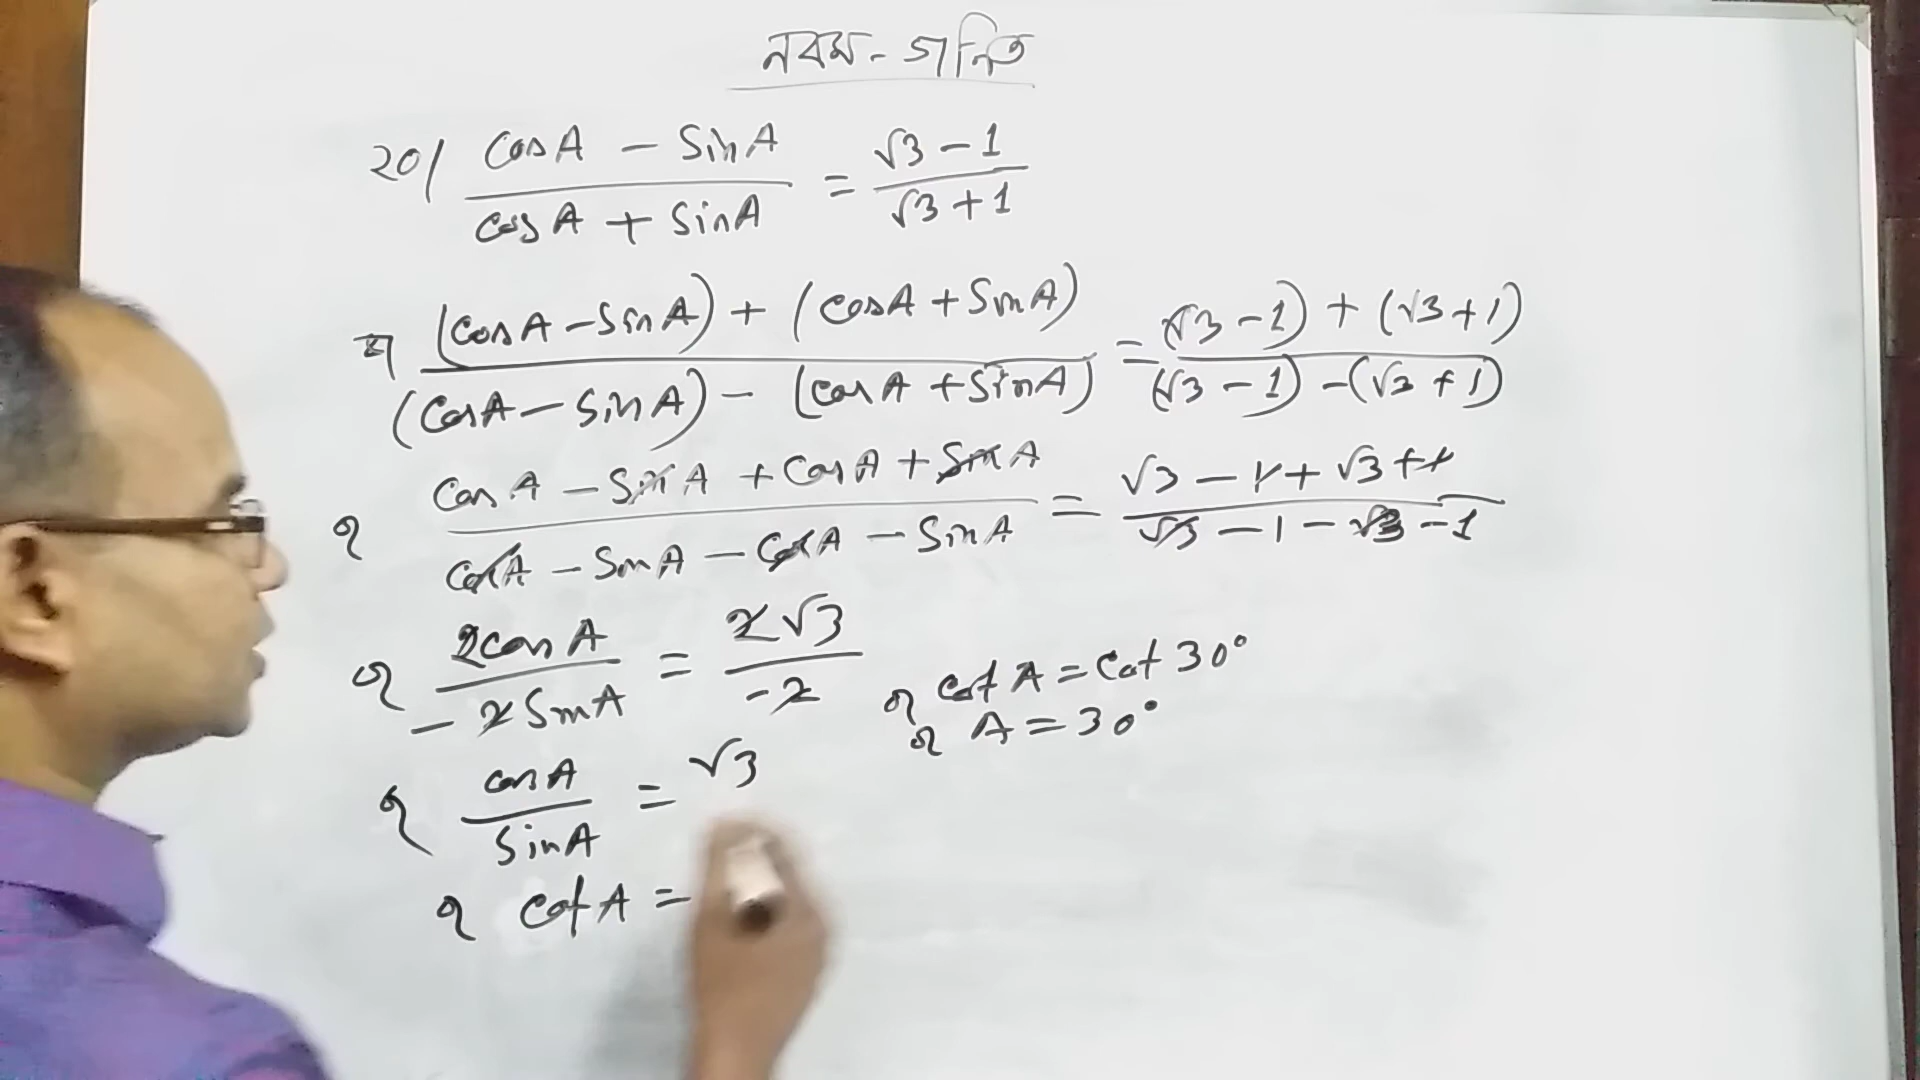 নবম - গণিত
২০/ (cosA - SinA)/(cosA + SinA) = (√3 - 1)/(√3 + 1)
বা ((cosA - SinA) + (cosA + SinA))/((cosA - SinA) - (cosA + SinA)) = ((√3 - 1) + (√3 + 1))/((√3 - 1) - (√3 + 1))
বা (cosA - SinA + cosA + SinA)/(cosA - SinA - cosA - SinA) = (√3 - 1 + √3 + 1)/(√3 - 1 - √3 - 1)
বা 2cosA/-2SinA = 2√3/-2
বা cosA/SinA = √3
বা cotA =
বা cotA = cot 30°
বা A = 30°